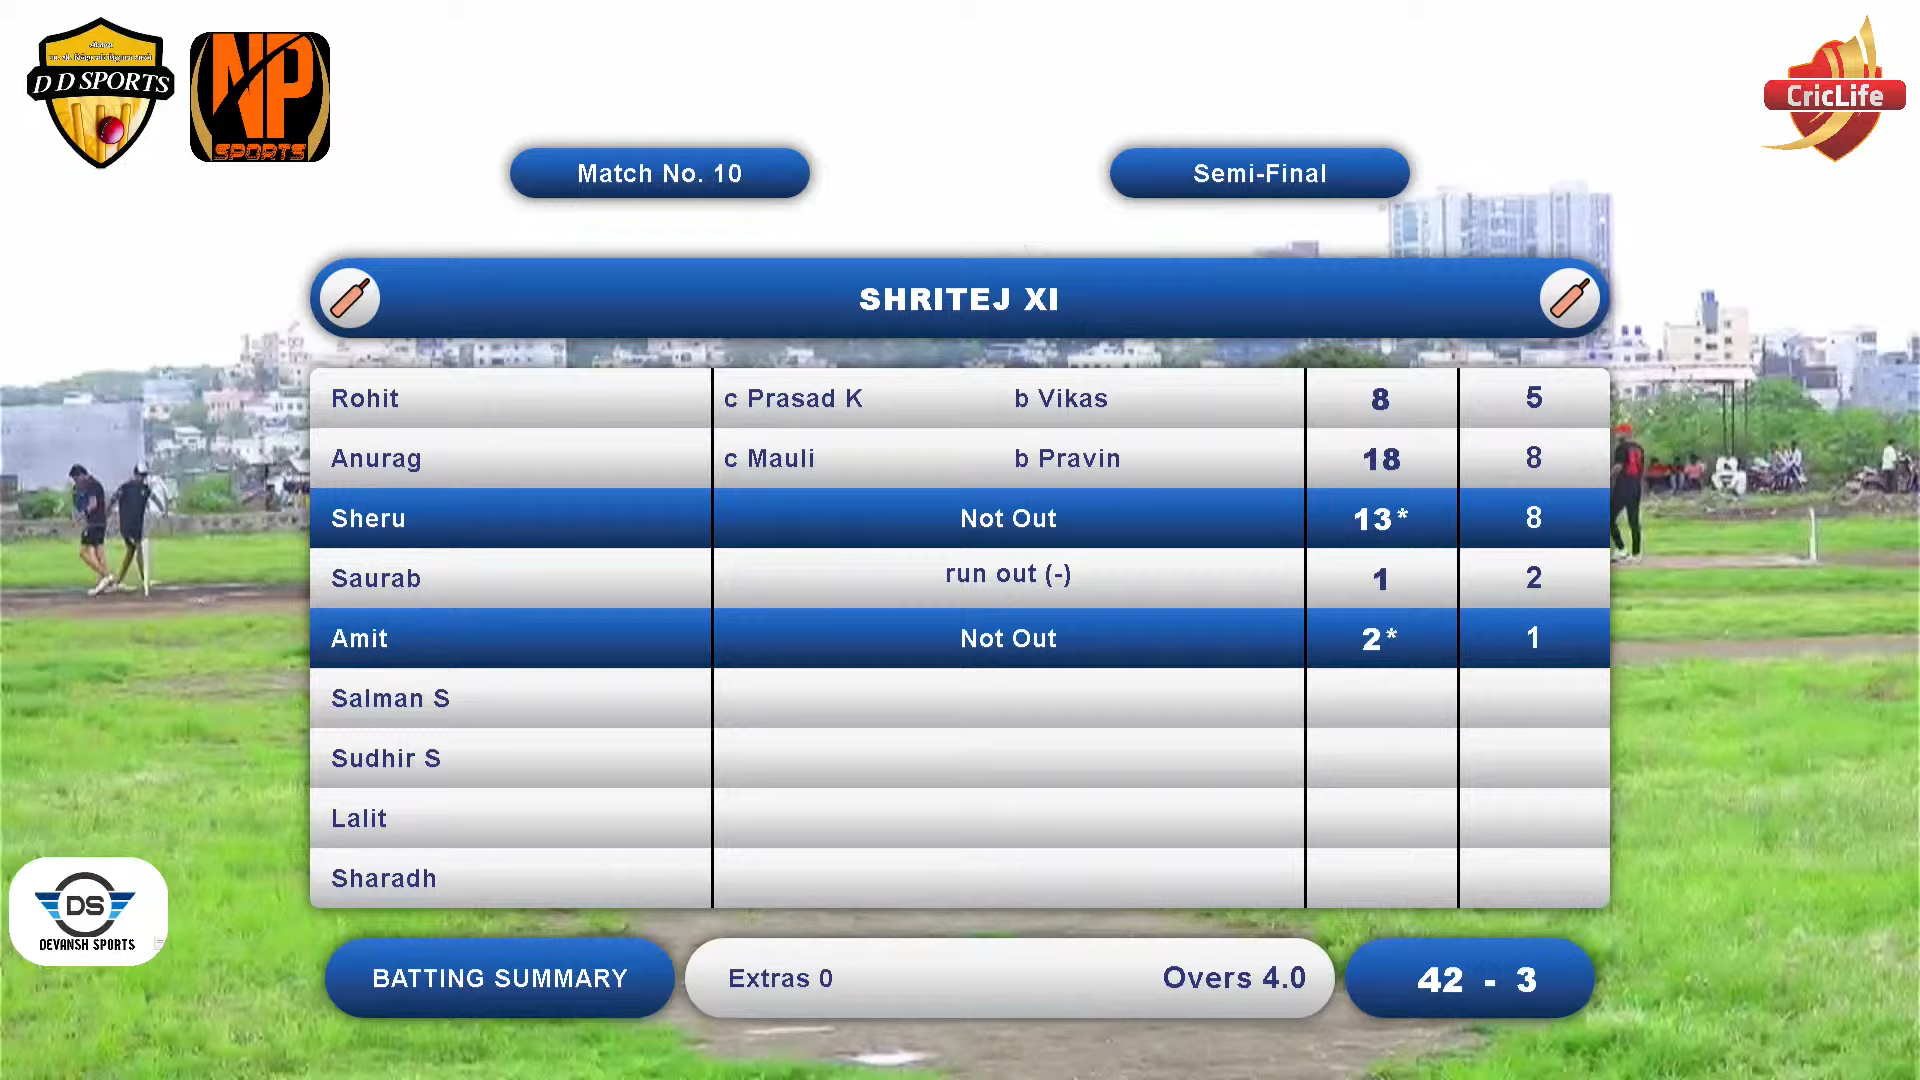 D D SPORTS
NP
SPORTS
CricLife
Match No. 10
Semi-Final
SHRITEJ XI
Rohit c Prasad K b Vikas 8 5
Anurag c Mauli b Pravin 18 8
Sheru Not Out 13* 8
Saurab run out (-) 1 2
Amit Not Out 2* 1
Salman S
Sudhir S
Lalit
Sharadh
DS
DEVANSH SPORTS
BATTING SUMMARY
Extras 0
Overs 4.0
42 - 3